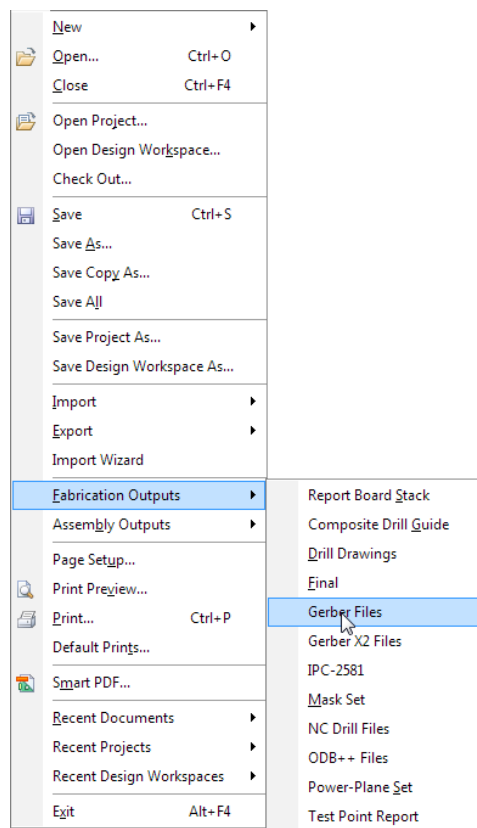 New
Open... Ctrl+O
Close Ctrl+F4
Open Project...
Open Design Workspace...
Check Out...
Save Ctrl+S
Save As...
Save Copy As...
Save All
Save Project As...
Save Design Workspace As...
Import
Export
Import Wizard
Fabrication Outputs
Assembly Outputs
Page Setup...
Print Preview...
Print... Ctrl+P
Default Prints...
Smart PDF...
Recent Documents
Recent Projects
Recent Design Workspaces
Exit Alt+F4
Report Board Stack
Composite Drill Guide
Drill Drawings
Final
Gerber Files
Gerber X2 Files
IPC-2581
Mask Set
NC Drill Files
ODB++ Files
Power-Plane Set
Test Point Report